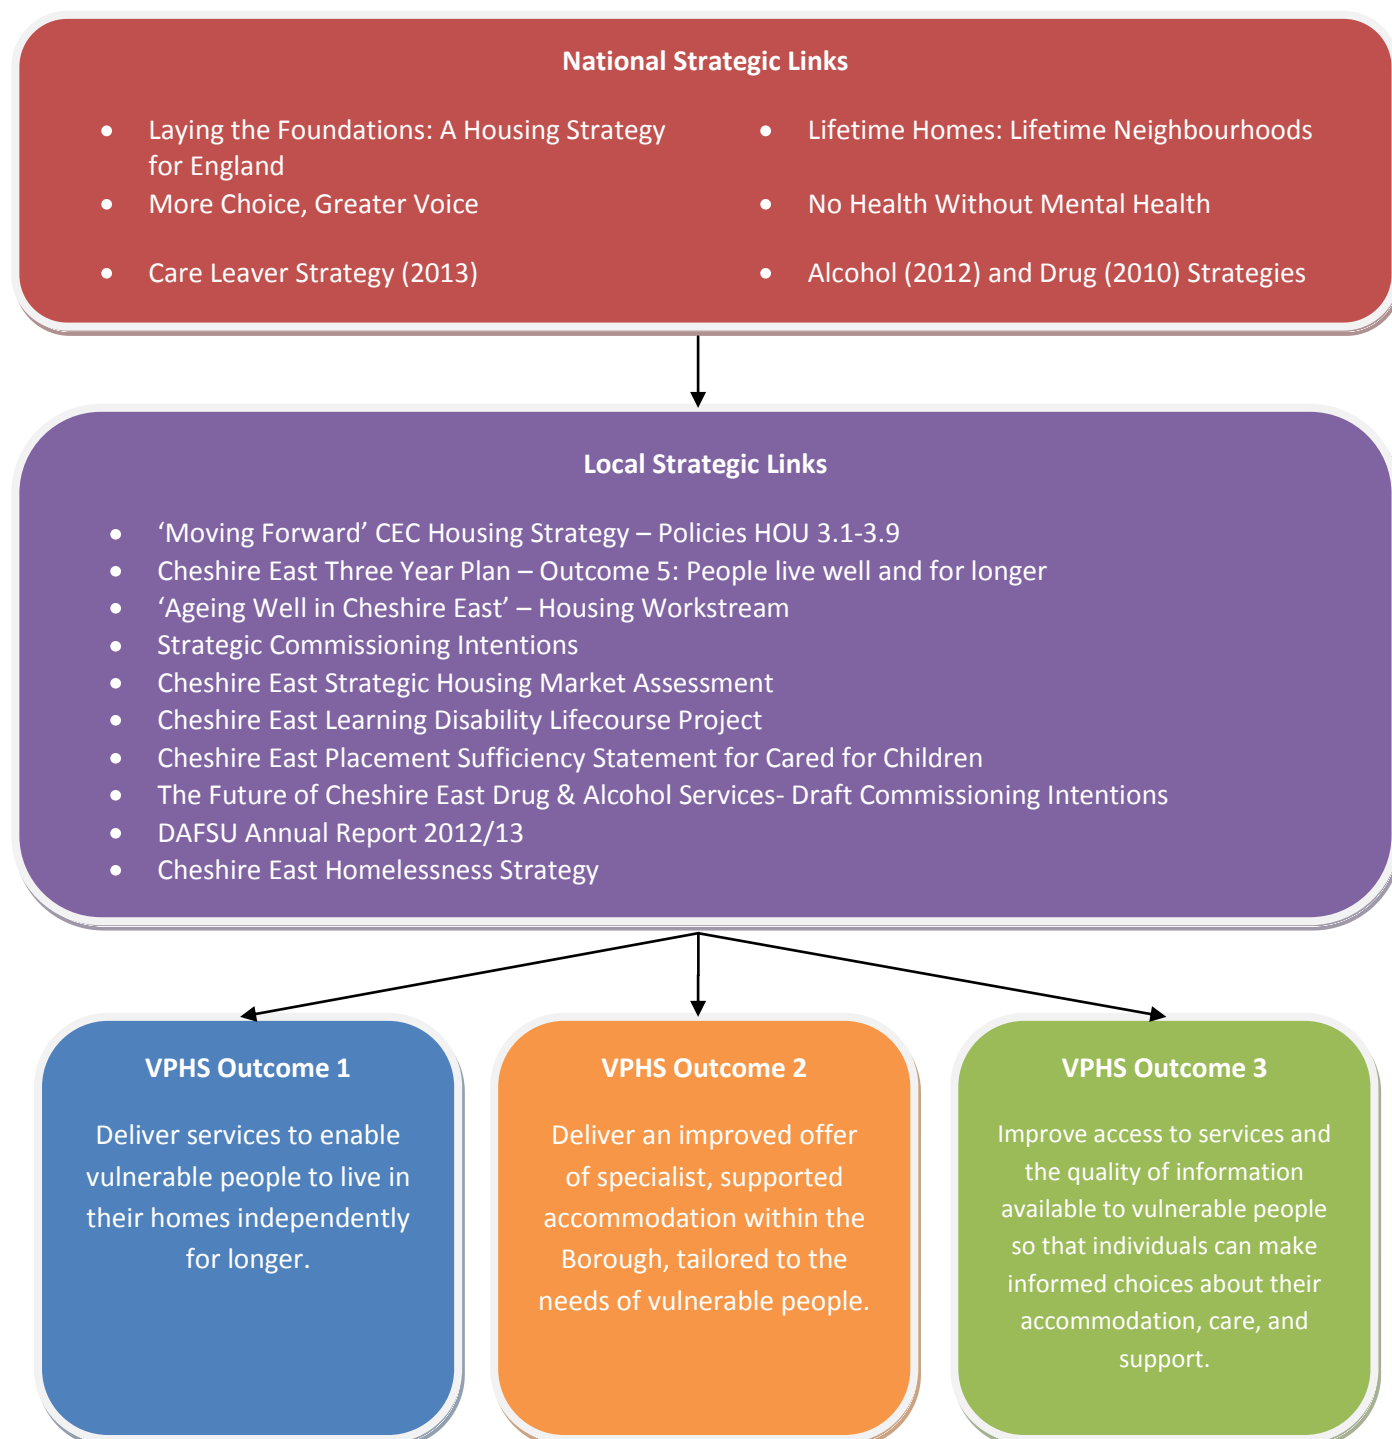 National Strategic Links
• Laying the Foundations: A Housing Strategy
for England
• Lifetime Homes: Lifetime Neighbourhoods
• More Choice, Greater Voice
• No Health Without Mental Health
• Care Leaver Strategy (2013)
• Alcohol (2012) and Drug (2010) Strategies
Local Strategic Links
• ‘Moving Forward’ CEC Housing Strategy – Policies HOU 3.1-3.9
• Cheshire East Three Year Plan – Outcome 5: People live well and for longer
• ‘Ageing Well in Cheshire East’ – Housing Workstream
• Strategic Commissioning Intentions
• Cheshire East Strategic Housing Market Assessment
• Cheshire East Learning Disability Lifecourse Project
• Cheshire East Placement Sufficiency Statement for Cared for Children
• The Future of Cheshire East Drug & Alcohol Services- Draft Commissioning Intentions
• DAFSU Annual Report 2012/13
• Cheshire East Homelessness Strategy
VPHS Outcome 1
Deliver services to enable
vulnerable people to live in
their homes independently
for longer.
VPHS Outcome 2
Deliver an improved offer
of specialist, supported
accommodation within the
Borough, tailored to the
needs of vulnerable people.
VPHS Outcome 3
Improve access to services and
the quality of information
available to vulnerable people
so that individuals can make
informed choices about their
accommodation, care, and
support.